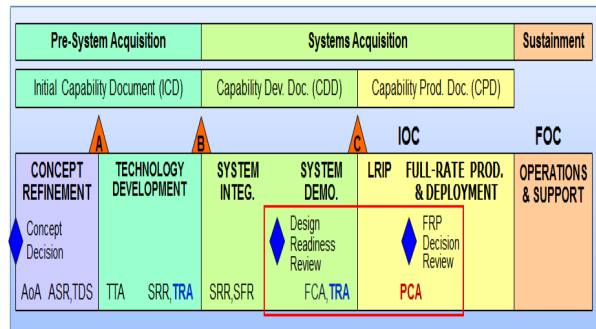 Pre-System Acquisition
Systems Acquisition
Sustainment
Initial Capability Document (ICD)
Capability Dev. Doc. (CDD)
Capability Prod. Doc. (CPD)
A
B
C
IOC
FOC
CONCEPT
REFINEMENT
TECHNOLOGY
DEVELOPMENT
SYSTEM
INTEG.
SYSTEM
DEMO.
LRIP
FULL-RATE PROD.
& DEPLOYMENT
OPERATIONS
& SUPPORT
Concept
Decision
Design
Readiness
Review
FRP
Decision
Review
AoA ASR,TDS
TTA
SRR,TRA
SRR,SFR
FCA,TRA
PCA